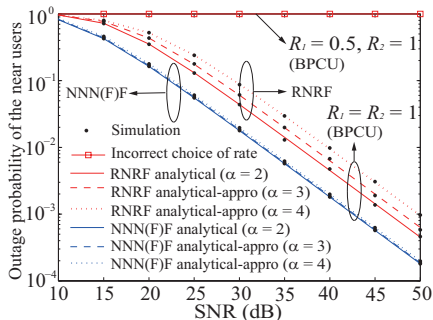 Outage probability of the near users
10⁰
10⁻¹
10⁻²
10⁻³
10⁻⁴
R₁ = 0.5, R₂ = 1
(BPCU)
NNN(F)F
RNRF
R₁ = R₂ = 1
(BPCU)
Simulation
Incorrect choice of rate
RNRF analytical (α = 2)
RNRF analytical-appro (α = 3)
RNRF analytical-appro (α = 4)
NNN(F)F analytical (α = 2)
NNN(F)F analytical-appro (α = 3)
NNN(F)F analytical-appro (α = 4)
10 15 20 25 30 35 40 45 50
SNR (dB)